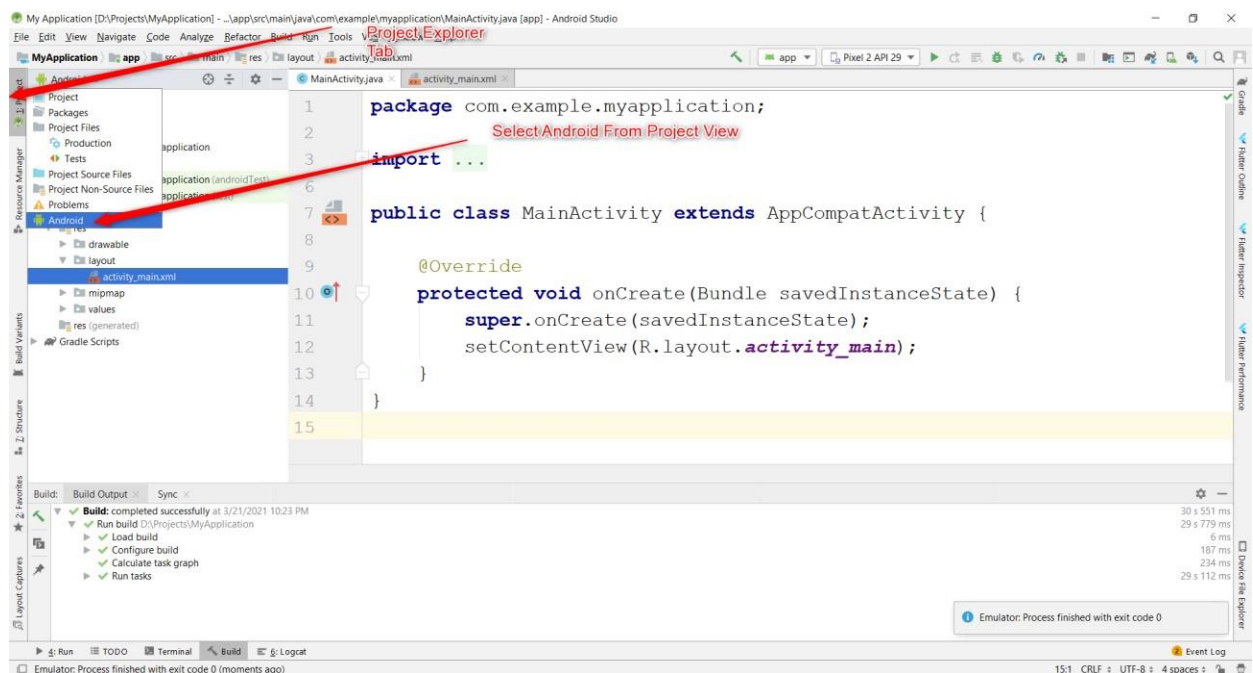 My Application [D:\Projects\MyApplication] - ...\app\src\main\java\com\example\myapplication\MainActivity.java [app] - Android Studio
File Edit View Navigate Code Analyze Refactor Build Run Tools
Project Explorer
Tab
MyApplication app src main res layout activity_main.xml
app
Pixel 2 API 29
1: Project
Android
MainActivity.java
activity_main.xml
Project
Packages
Project Files
Production
Tests
Project Source Files
Project Non-Source Files
Problems
Android
application
application (androidTest)
application
res
drawable
layout
activity_main.xml
mipmap
values
res (generated)
Gradle Scripts
Select Android From Project View
1 package com.example.myapplication;
2
3 import ...
6
7 public class MainActivity extends AppCompatActivity {
8
9 @Override
10 protected void onCreate(Bundle savedInstanceState) {
11 super.onCreate(savedInstanceState);
12 setContentView(R.layout.activity_main);
13 }
14 }
15
Resource Manager
Build Variants
7: Structure
2: Favorites
Layout Captures
Gradle
Flutter Outline
Flutter Inspector
Flutter Performance
Device File Explorer
Build: Build Output Sync
Build: completed successfully at 3/21/2021 10:23 PM 30 s 551 ms
Run build D:\Projects\MyApplication 29 s 779 ms
Load build 6 ms
Configure build 187 ms
Calculate task graph 234 ms
Run tasks 29 s 112 ms
Emulator: Process finished with exit code 0
4: Run TODO Terminal Build 6: Logcat 2 Event Log
Emulator: Process finished with exit code 0 (moments ago) 15:1 CRLF UTF-8 4 spaces